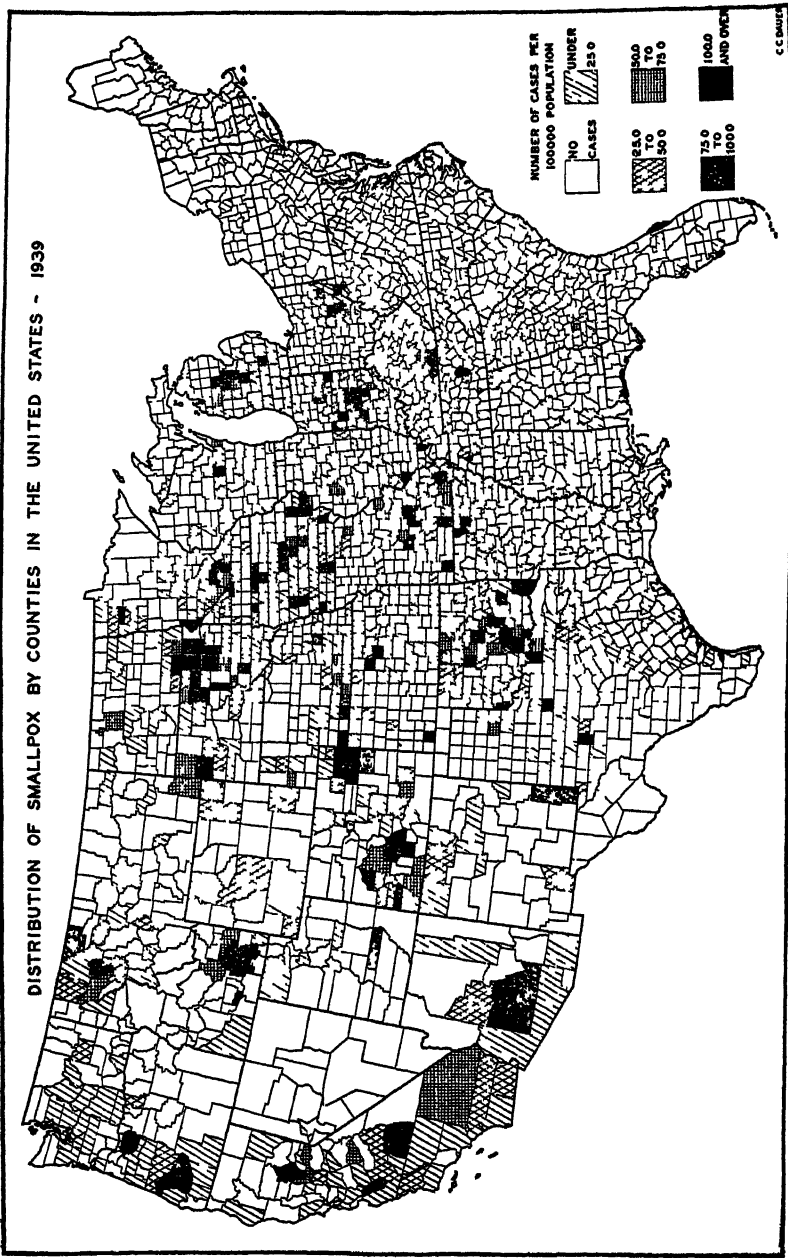 DISTRIBUTION OF SMALLPOX BY COUNTIES IN THE UNITED STATES - 1939
NUMBER OF CASES PER
100000 POPULATION
NO
CASES
UNDER
25 0
25.0
TO
50 0
50.0
TO
75 0
75 0
TO
100 0
100.0
AND OVER
C C DAUER